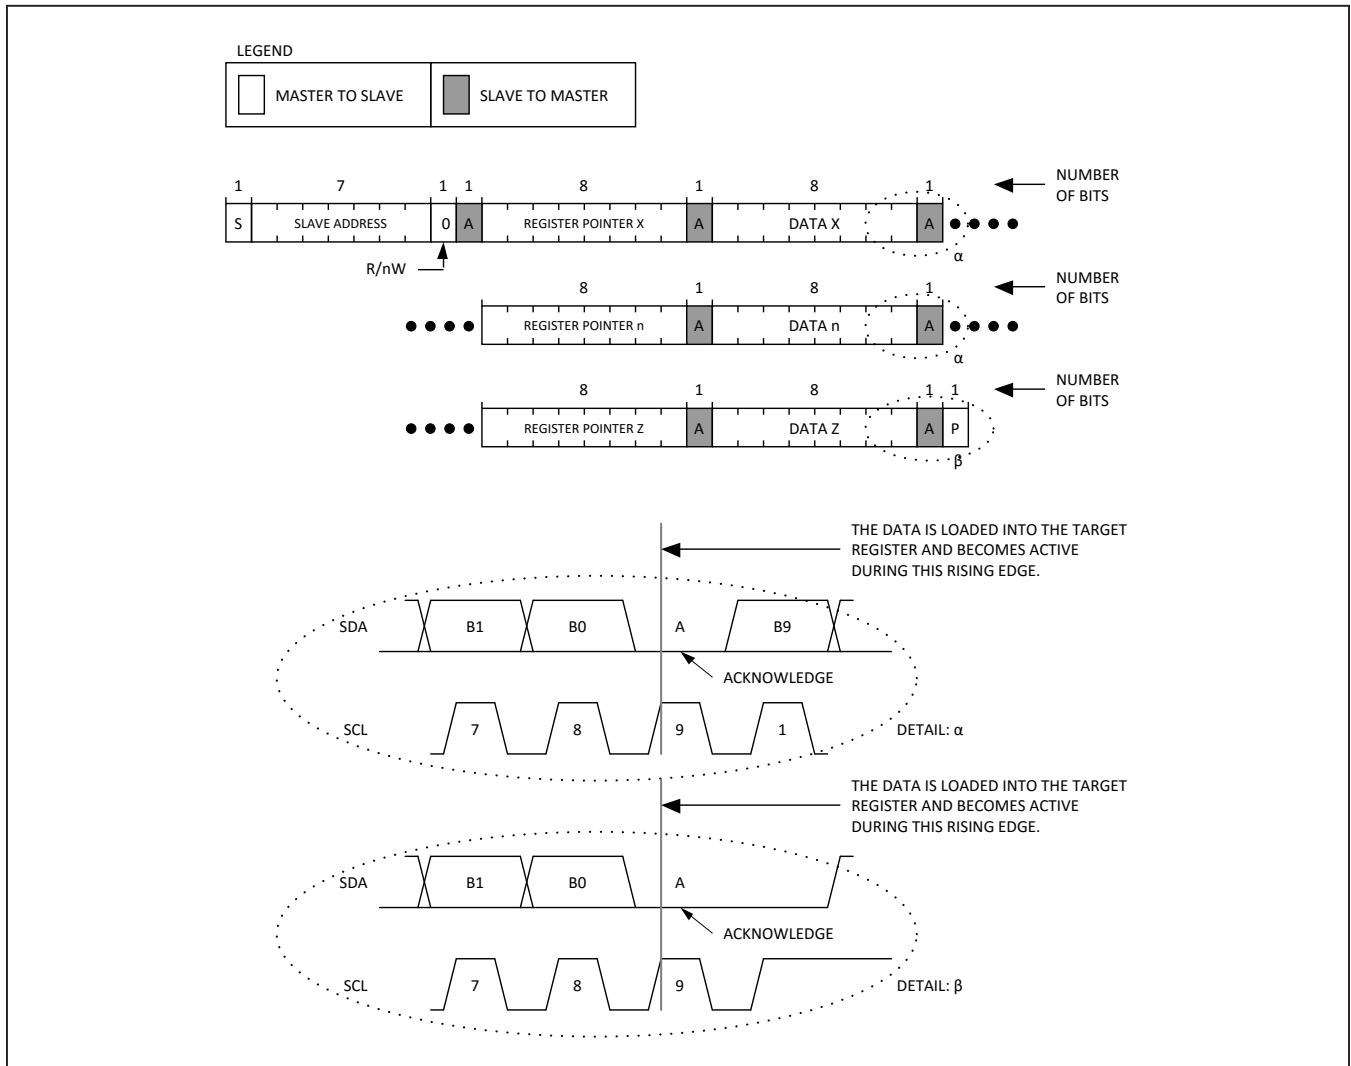 LEGEND
MASTER TO SLAVE
SLAVE TO MASTER
1 7 1 1 8 1 8 1
NUMBER
OF BITS
S SLAVE ADDRESS 0 A REGISTER POINTER X A DATA X A
α
R/nW
8 1 8 1
NUMBER
OF BITS
REGISTER POINTER n A DATA n A
α
8 1 8 1 1
NUMBER
OF BITS
REGISTER POINTER Z A DATA Z A P
β
THE DATA IS LOADED INTO THE TARGET
REGISTER AND BECOMES ACTIVE
DURING THIS RISING EDGE.
SDA B1 B0 A B9
ACKNOWLEDGE
SCL 7 8 9 1
DETAIL: α
THE DATA IS LOADED INTO THE TARGET
REGISTER AND BECOMES ACTIVE
DURING THIS RISING EDGE.
SDA B1 B0 A
ACKNOWLEDGE
SCL 7 8 9
DETAIL: β